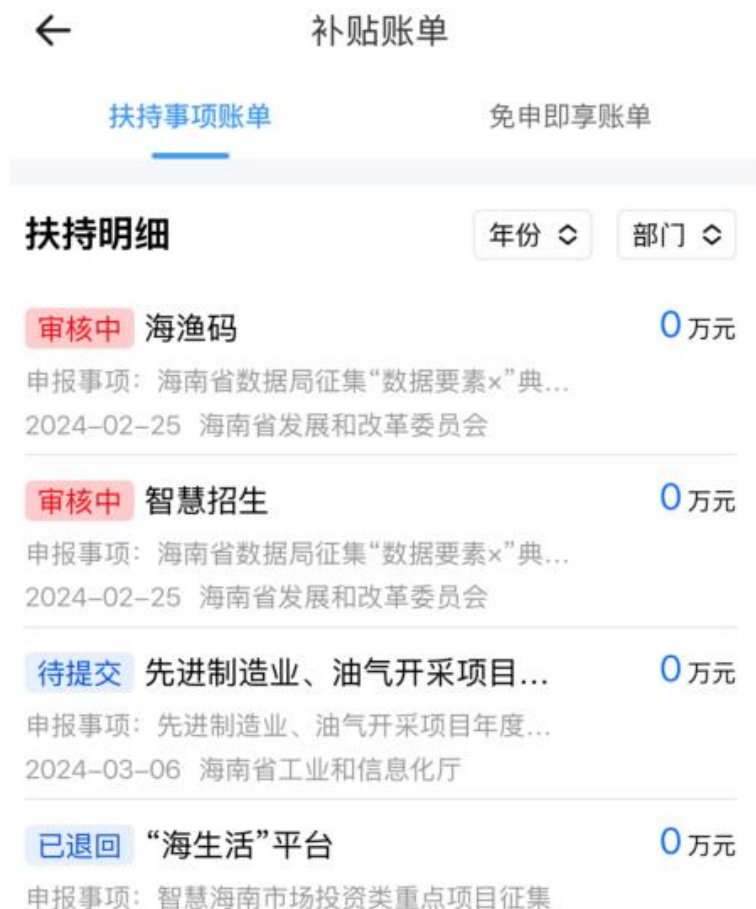 补贴账单
扶持事项账单 免申即享账单
扶持明细 年份 部门
审核中 海渔码 0万元
申报事项：海南省数据局征集“数据要素×”典...
2024-02-25 海南省发展和改革委员会
审核中 智慧招生 0万元
申报事项：海南省数据局征集“数据要素×”典...
2024-02-25 海南省发展和改革委员会
待提交 先进制造业、油气开采项目... 0万元
申报事项：先进制造业、油气开采项目年度...
2024-03-06 海南省工业和信息化厅
已退回 “海生活”平台 0万元
申报事项：智慧海南市场投资类重点项目征集